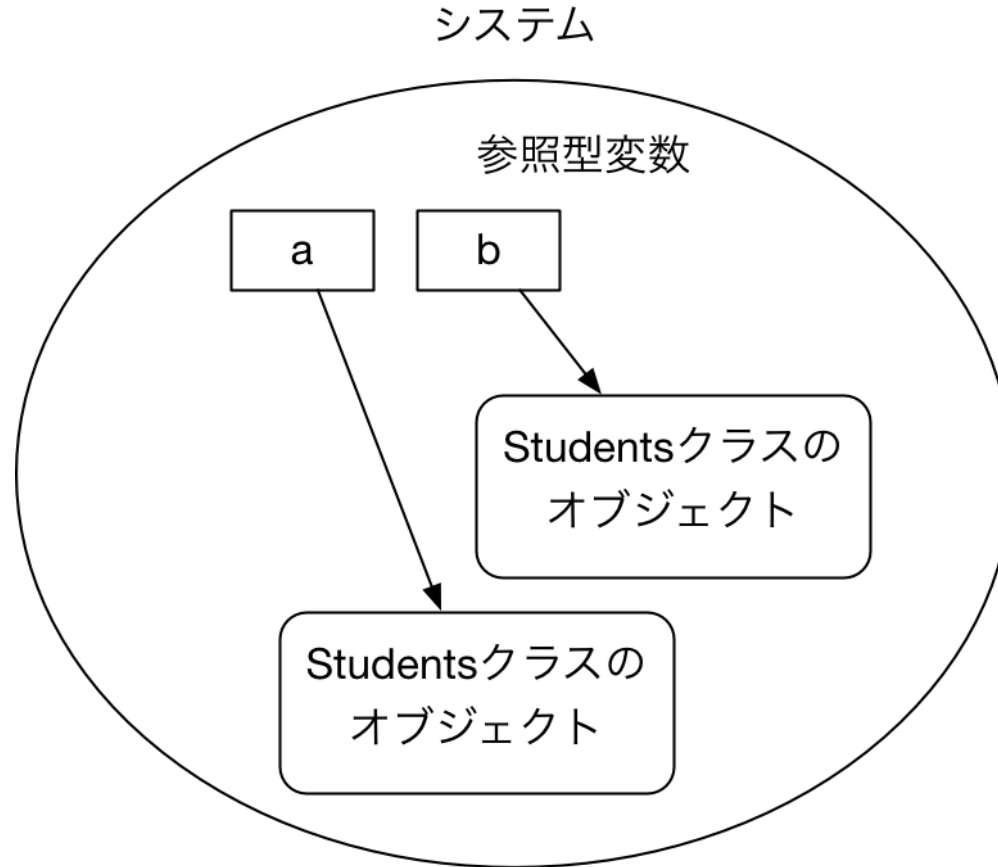 システム
参照型変数
a
b
Studentsクラスの
オブジェクト
Studentsクラスの
オブジェクト